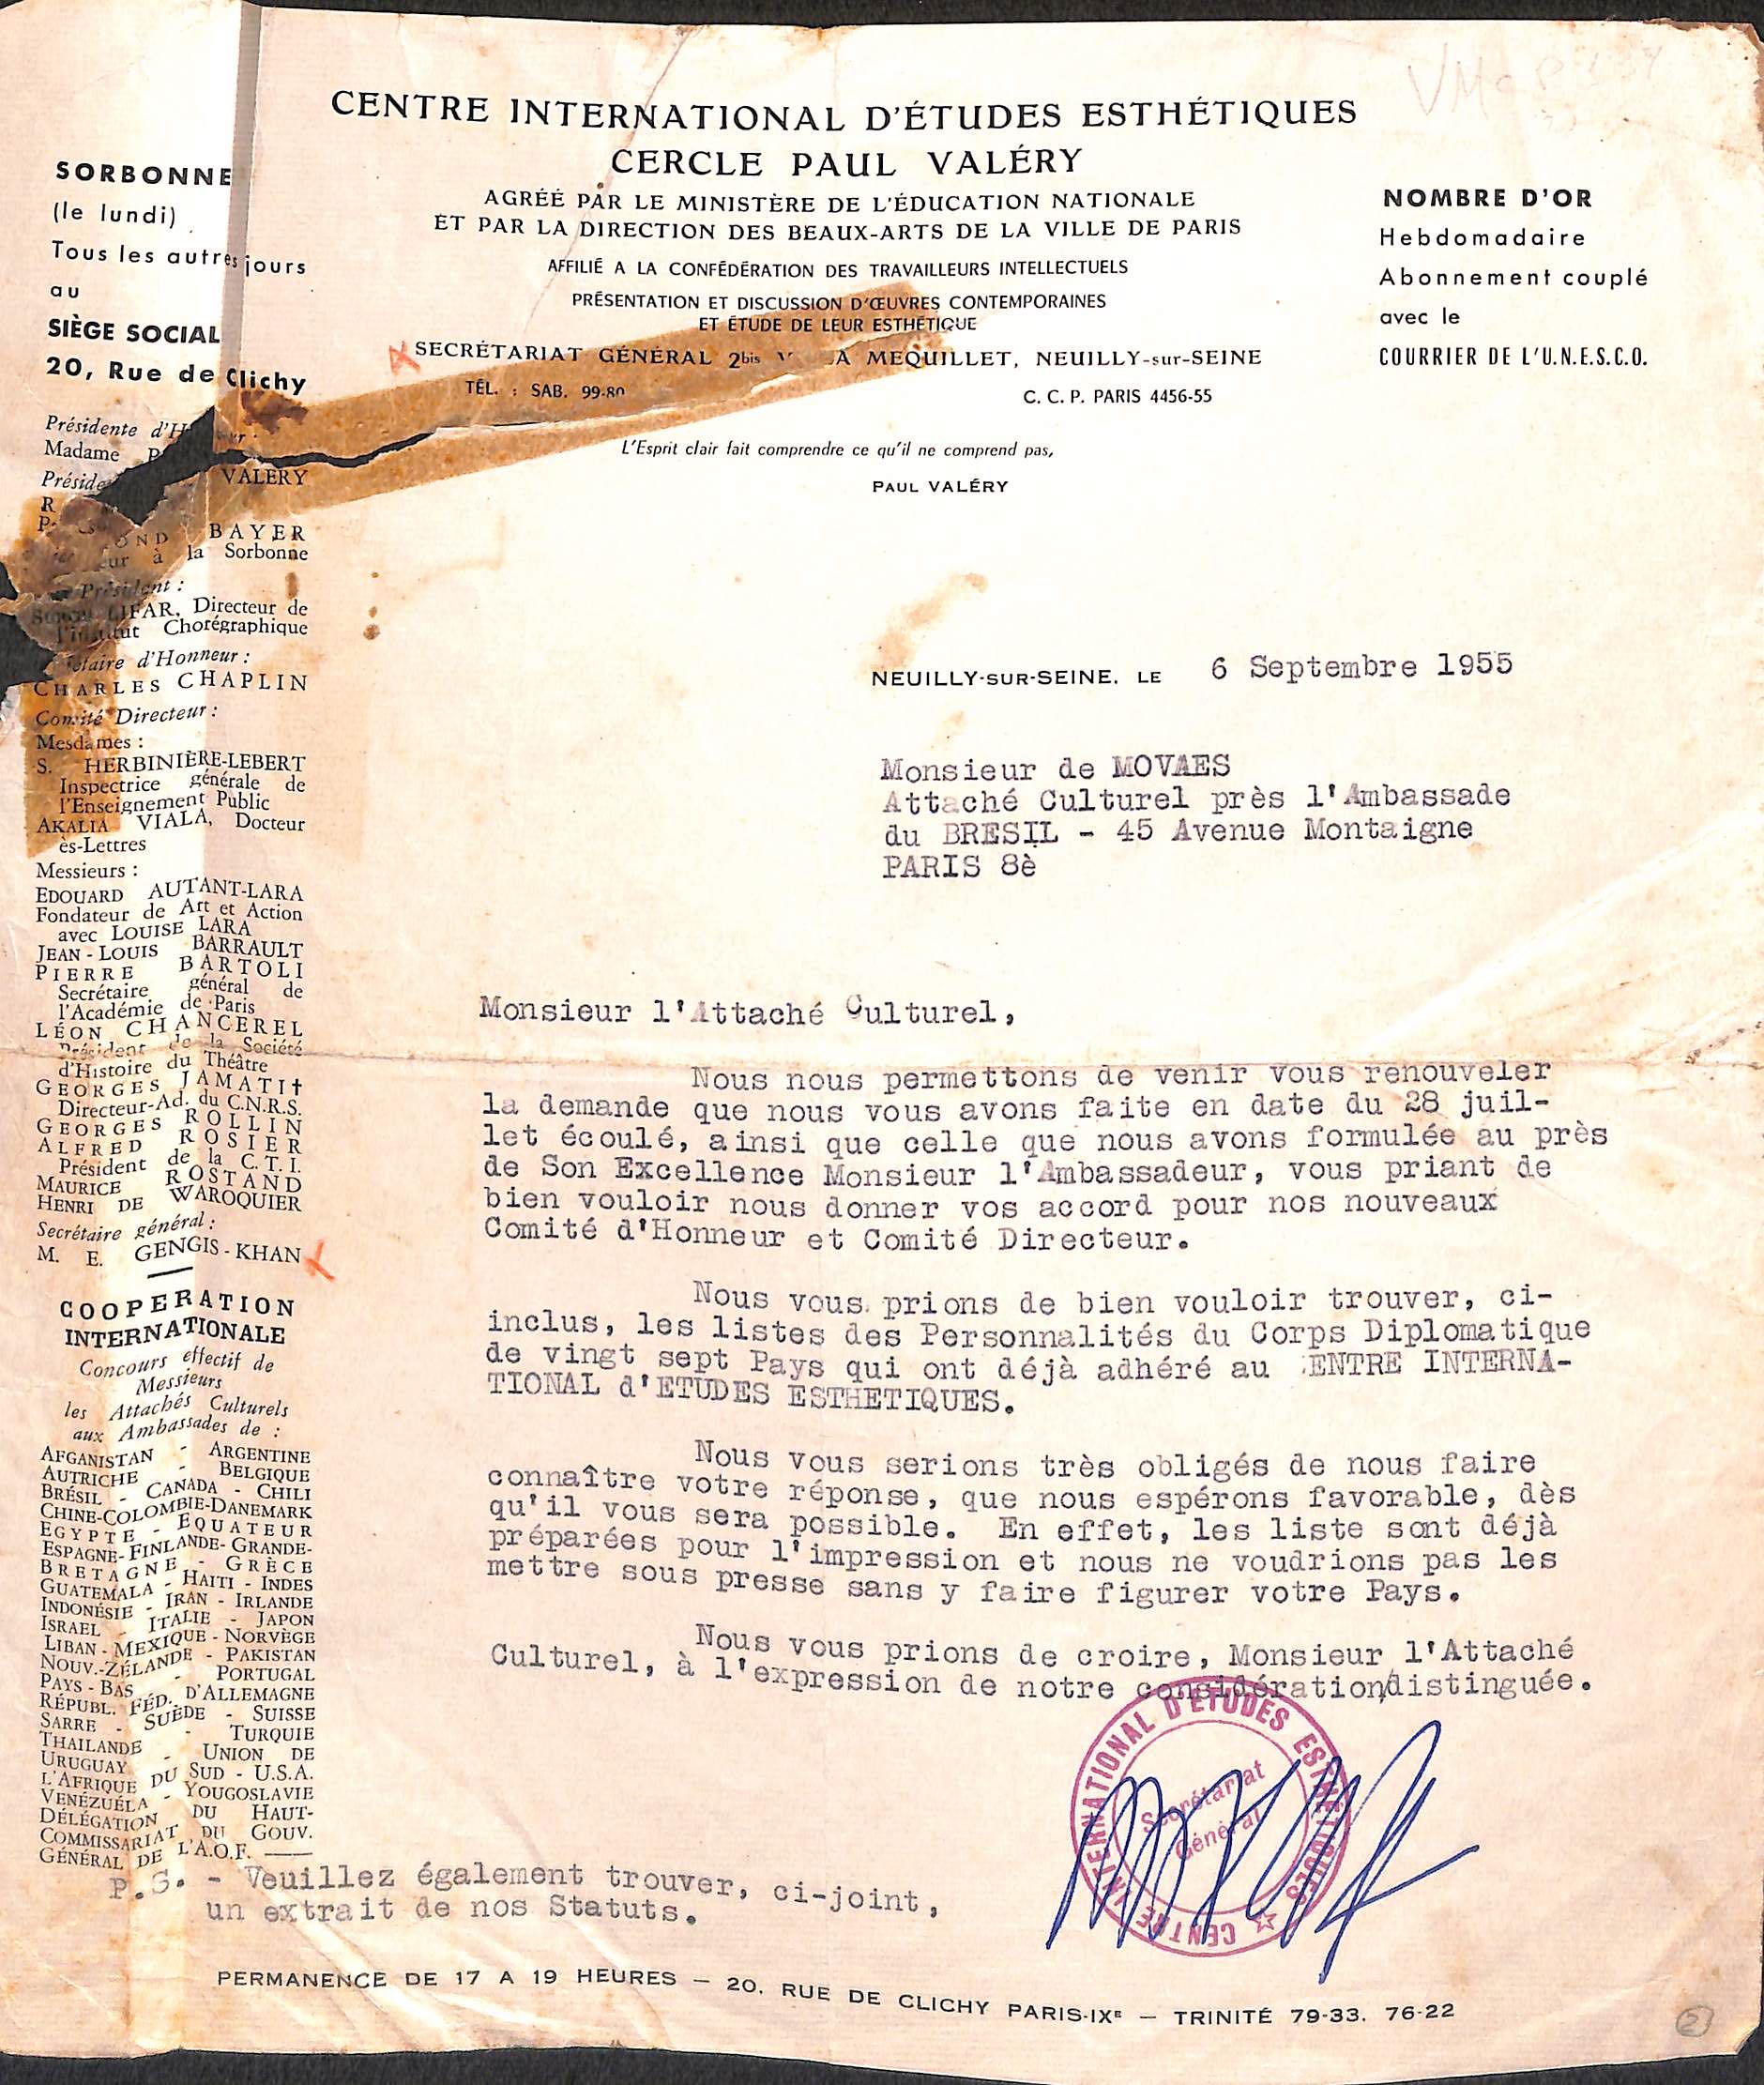 CENTRE INTERNATIONAL D'ÉTUDES ESTHÉTIQUES
CERCLE PAUL VALÉRY
AGRÉÉ PAR LE MINISTÈRE DE L'ÉDUCATION NATIONALE
ET PAR LA DIRECTION DES BEAUX-ARTS DE LA VILLE DE PARIS
AFFILIÉ A LA CONFÉDÉRATION DES TRAVAILLEURS INTELLECTUELS
PRÉSENTATION ET DISCUSSION D'ŒUVRES CONTEMPORAINES
ET ÉTUDE DE LEUR ESTHÉTIQUE
SECRÉTARIAT GÉNÉRAL 2bis MEQUILLET, NEUILLY-sur-SEINE
TÉL. : SAB. 99-80
C. C. P. PARIS 4456-55
L'Esprit clair fait comprendre ce qu'il ne comprend pas,
PAUL VALÉRY
NOMBRE D'OR
Hebdomadaire
Abonnement couplé
avec le
COURRIER DE L'U.N.E.S.C.O.
SORBONNE
(le lundi)
Tous les autres jours
au
SIÈGE SOCIAL
20, Rue de Clichy
Présidente
Madame
VALÉRY
BAYER
à la Sorbonne
Président :
LIFAR, Directeur de
l'Institut Chorégraphique
d'Honneur :
CHARLES CHAPLIN
Comité Directeur :
Mesdames :
S. HERBINIÈRE-LEBERT
Inspectrice générale de
l'Enseignement Public
AKALIA VIALA, Docteur
ès-Lettres
Messieurs :
EDOUARD AUTANT-LARA
Fondateur de Art et Action
avec LOUISE LARA
JEAN-LOUIS BARRAULT
PIERRE BARTOLI
Secrétaire général de
l'Académie de Paris
LÉON CHANCEREL
Président de la Société
d'Histoire du Théâtre
GEORGES JAMATI†
Directeur-Ad. du C.N.R.S.
GEORGES ROLLIN
ALFRED ROSIER
Président de la C.T.I.
MAURICE ROSTAND
HENRI DE WAROQUIER
Secrétaire général :
M. E. GENGIS-KHAN
COOPERATION
INTERNATIONALE
Concours effectif de
Messieurs
les Attachés Culturels
aux Ambassades de :
AFGANISTAN - ARGENTINE
AUTRICHE - BELGIQUE
BRÉSIL - CANADA - CHILI
CHINE-COLOMBIE-DANEMARK
EGYPTE - EQUATEUR
ESPAGNE-FINLANDE-GRANDE-
BRETAGNE - GRÈCE
GUATEMALA - HAITI - INDES
INDONÉSIE - IRAN - IRLANDE
ISRAEL - ITALIE - JAPON
LIBAN - MEXIQUE - NORVÈGE
NOUV.-ZÉLANDE - PAKISTAN
PAYS-BAS - PORTUGAL
RÉPUBL. FÉD. D'ALLEMAGNE
SARRE - SUÈDE - SUISSE
THAILANDE - TURQUIE
URUGUAY - UNION DE
L'AFRIQUE DU SUD - U.S.A.
VENÉZUÉLA - YOUGOSLAVIE
DÉLÉGATION DU HAUT-
COMMISSARIAT DU GOUV.
GÉNÉRAL DE L'A.O.F.
NEUILLY-SUR-SEINE, LE 6 Septembre 1955
Monsieur de MOVAES
Attaché Culturel près l'Ambassade
du BRESIL - 45 Avenue Montaigne
PARIS 8è
Monsieur l'Attaché Culturel,
Nous nous permettons de venir vous renouveler
la demande que nous vous avons faite en date du 28 juil-
let écoulé, ainsi que celle que nous avons formulée au près
de Son Excellence Monsieur l'Ambassadeur, vous priant de
bien vouloir nous donner vos accord pour nos nouveaux
Comité d'Honneur et Comité Directeur.
Nous vous prions de bien vouloir trouver, ci-
inclus, les listes des Personnalités du Corps Diplomatique
de vingt sept Pays qui ont déjà adhéré au CENTRE INTERNA-
TIONAL d'ETUDES ESTHETIQUES.
Nous vous serions très obligés de nous faire
connaître votre réponse, que nous espérons favorable, dès
qu'il vous sera possible. En effet, les liste sont déjà
préparées pour l'impression et nous ne voudrions pas les
mettre sous presse sans y faire figurer votre Pays.
Nous vous prions de croire, Monsieur l'Attaché
Culturel, à l'expression de notre considération/distinguée.
CENTRE INTERNATIONAL D'ÉTUDES ESTHÉTIQUES
Secrétariat
Général
P.S. - Veuillez également trouver, ci-joint,
un extrait de nos Statuts.
PERMANENCE DE 17 A 19 HEURES — 20, RUE DE CLICHY PARIS-IXe — TRINITÉ 79-33. 76-22
2